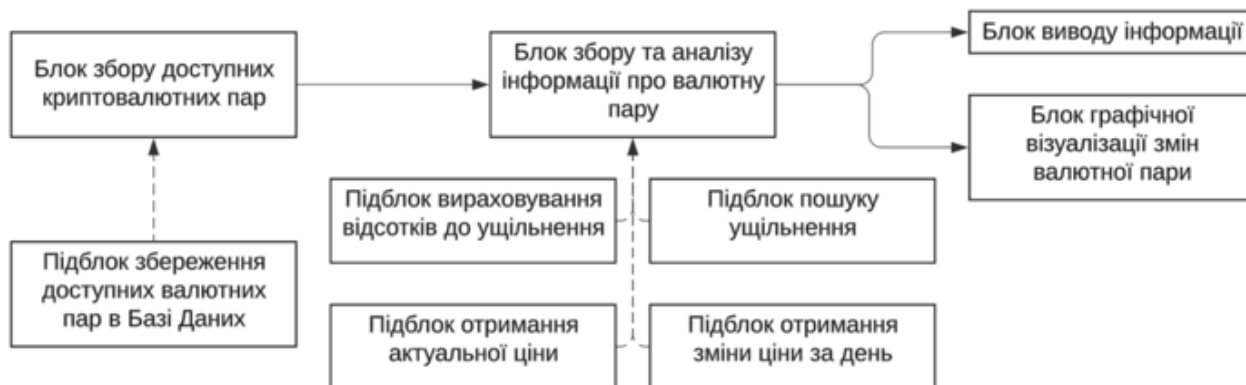 Блок збору доступних
криптовалютних пар
Блок збору та аналізу
інформації про валютну
пару
Блок виводу інформації
Блок графічної
візуалізації змін
валютної пари
Підблок вираховування
відсотків до ущільнення
Підблок пошуку
ущільнення
Підблок збереження
доступних валютних
пар в Базі Даних
Підблок отримання
актуальної ціни
Підблок отримання
зміни ціни за день